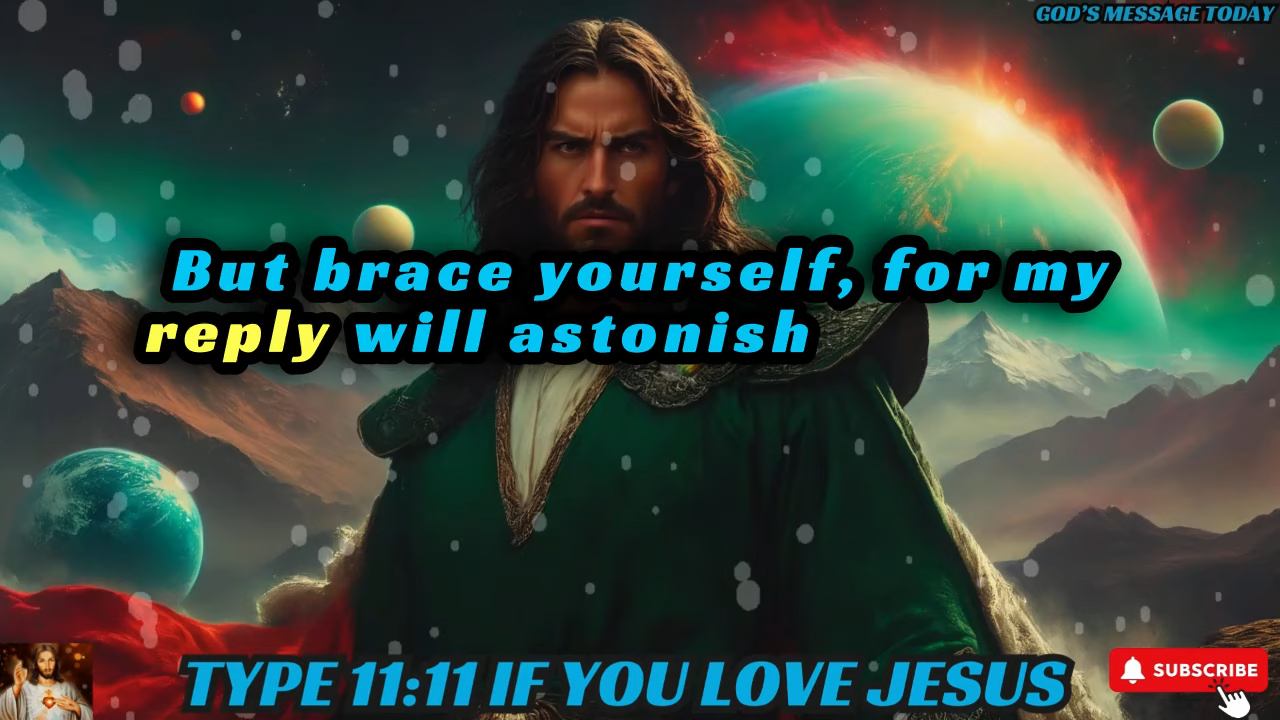 GOD'S MESSAGE TODAY
But brace yourself, for my
reply will astonish
TYPE 11:11 IF YOU LOVE JESUS
SUBSCRIBE